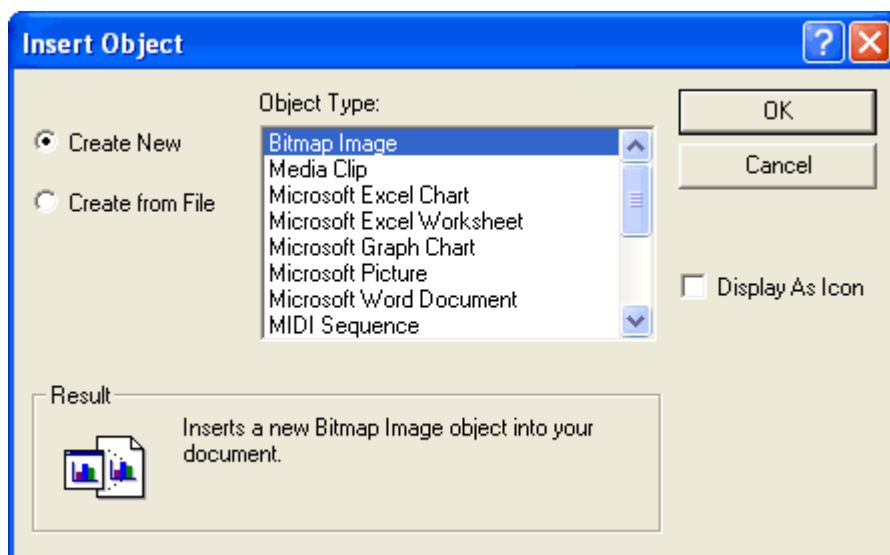 Insert Object
Object Type:
Create New
Create from File
Bitmap Image
Media Clip
Microsoft Excel Chart
Microsoft Excel Worksheet
Microsoft Graph Chart
Microsoft Picture
Microsoft Word Document
MIDI Sequence
OK
Cancel
Display As Icon
Result
Inserts a new Bitmap Image object into your
document.